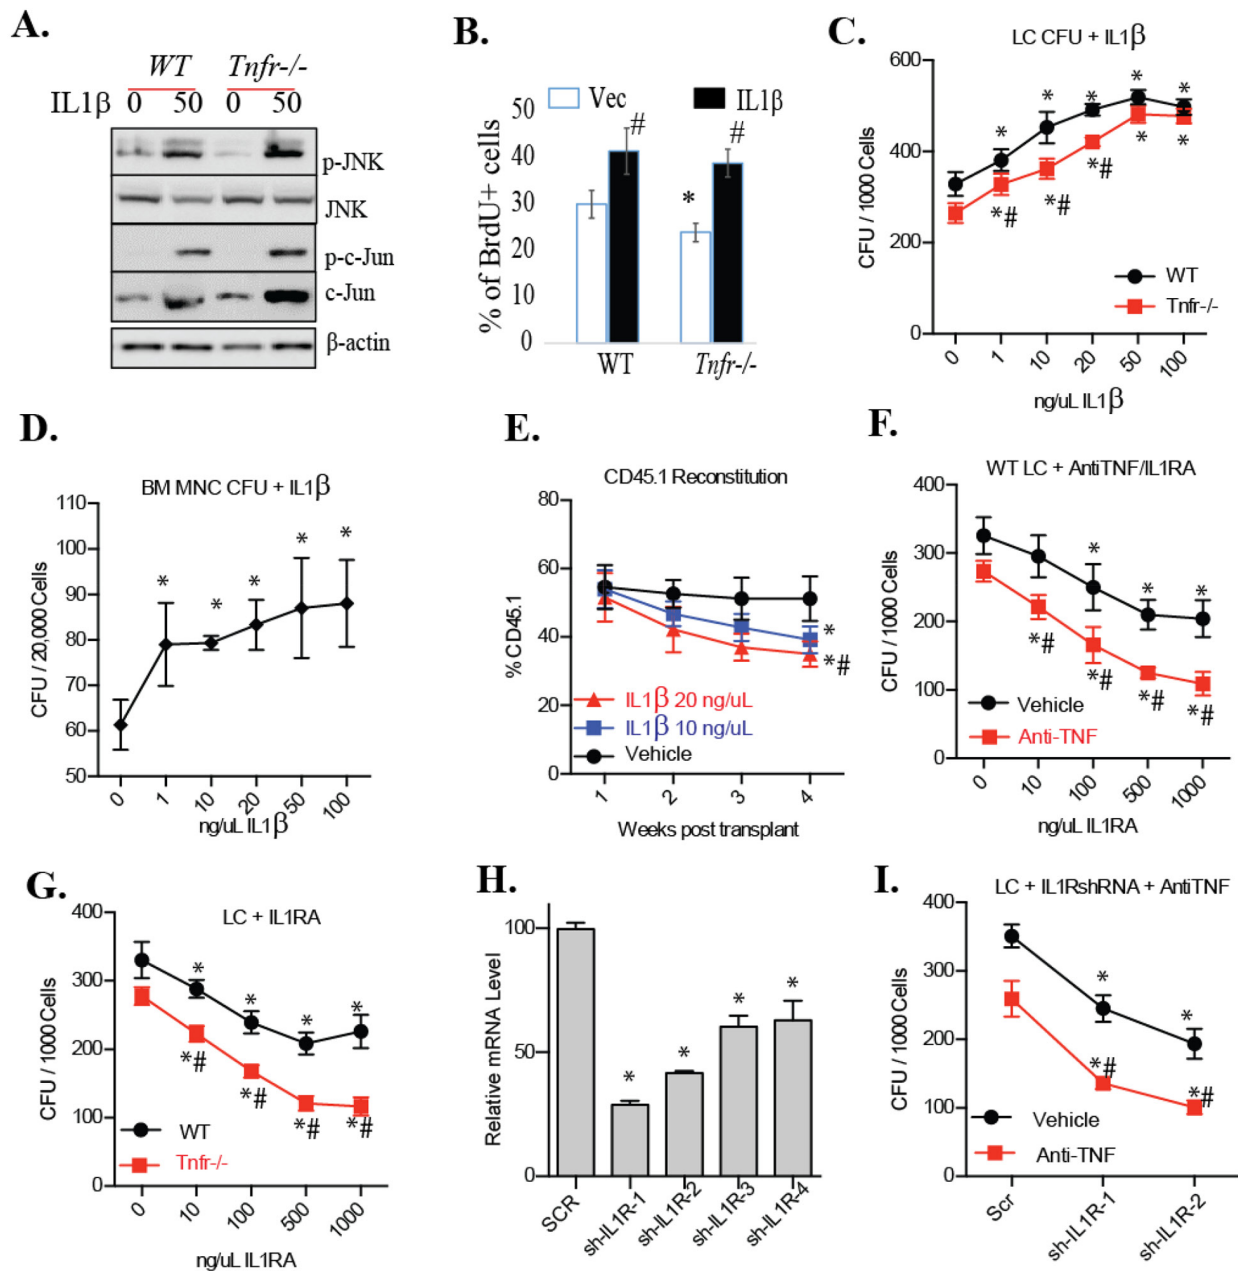 A.
WT Tnfr-/-
IL1β 0 50 0 50
p-JNK
JNK
p-c-Jun
c-Jun
β-actin
B.
Vec IL1β
% of BrdU+ cells
50
40
30
20
10
0
# #
*
WT Tnfr-/-
C.
LC CFU + IL1β
CFU / 1000 Cells
600
400
200
0
* * * * *
*# *# *# * *
WT
Tnfr-/-
0 1 10 20 50 100
ng/uL IL1β
D.
BM MNC CFU + IL1β
CFU / 20,000 Cells
110
100
90
80
70
60
50
* * * * *
0 1 10 20 50 100
ng/uL IL1β
E.
CD45.1 Reconstitution
%CD45.1
80
60
40
20
0
*
*#
IL1β 20 ng/uL
IL1β 10 ng/uL
Vehicle
1 2 3 4
Weeks post transplant
F.
WT LC + AntiTNF/IL1RA
CFU / 1000 Cells
400
300
200
100
0
* * *
*# *# *# *#
Vehicle
Anti-TNF
0 10 100 500 1000
ng/uL IL1RA
G.
LC + IL1RA
CFU / 1000 Cells
400
300
200
100
0
* * * *
*# *# *# *#
WT
Tnfr-/-
0 10 100 500 1000
ng/uL IL1RA
H.
Relative mRNA Level
100
50
0
* * * *
SCR sh-IL1R-1 sh-IL1R-2 sh-IL1R-3 sh-IL1R-4
I.
LC + IL1RshRNA + AntiTNF
CFU / 1000 Cells
400
300
200
100
0
* *
*# *#
Vehicle
Anti-TNF
Scr sh-IL1R-1 sh-IL1R-2